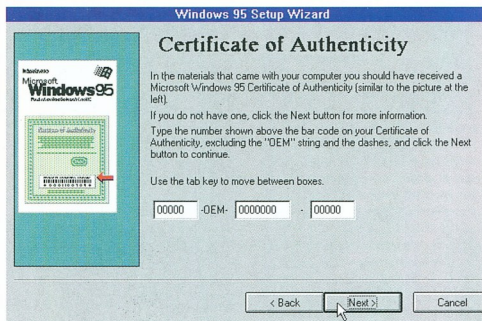 Windows 95 Setup Wizard
Certificate of Authenticity
Microsoft
Windows95
In the materials that came with your computer you should have received a
Microsoft Windows 95 Certificate of Authenticity (similar to the picture at the
left).
If you do not have one, click the Next button for more information.
Type the number shown above the bar code on your Certificate of
Authenticity, excluding the "OEM" string and the dashes, and click the Next
button to continue.
Use the tab key to move between boxes.
00000 -OEM- 0000000 - 00000
< Back Next > Cancel